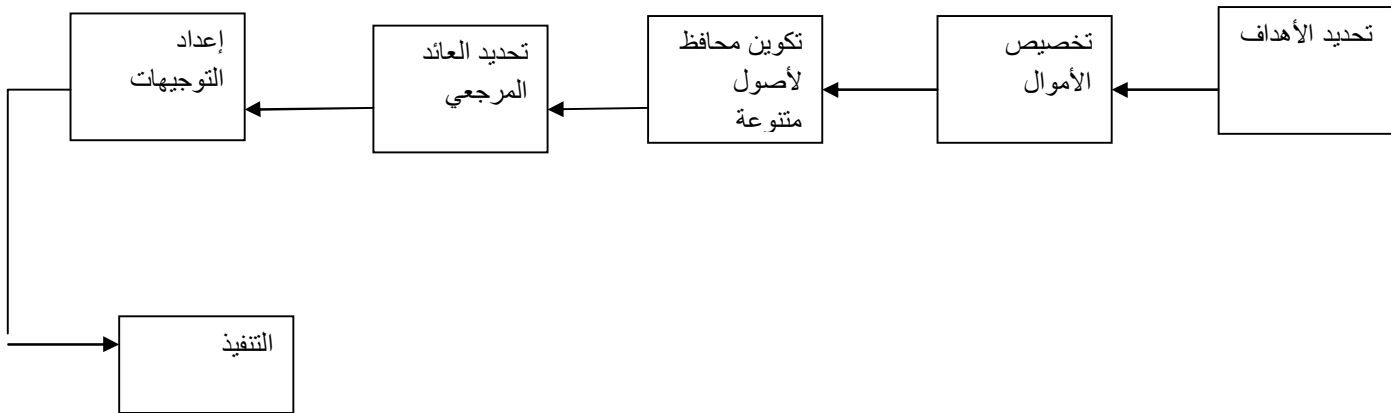 تحديد الأهداف
تخصيص
الأموال
تكوين محافظ
لأصول
متنوعة
تحديد العائد
المرجعي
إعداد
التوجيهات
التنفيذ